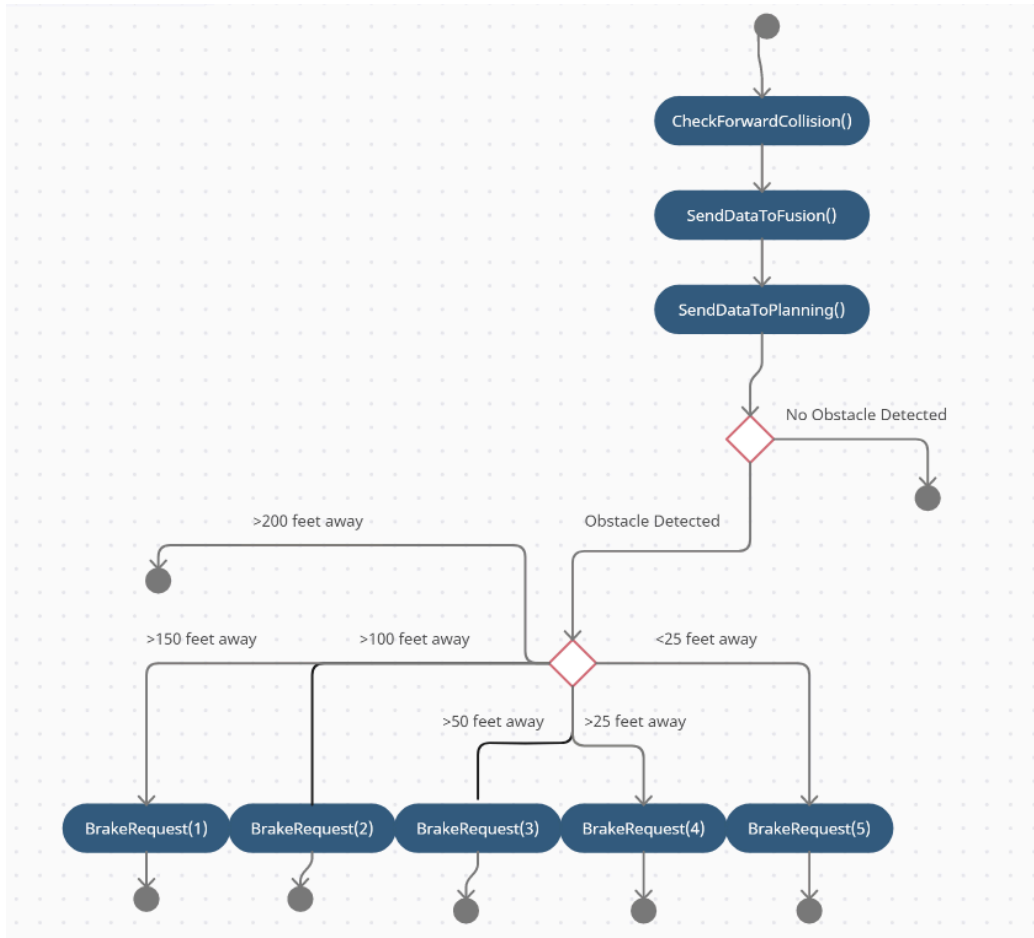 CheckForwardCollision()
SendDataToFusion()
SendDataToPlanning()
No Obstacle Detected
>200 feet away
Obstacle Detected
>150 feet away
>100 feet away
<25 feet away
>50 feet away
>25 feet away
BrakeRequest(1)
BrakeRequest(2)
BrakeRequest(3)
BrakeRequest(4)
BrakeRequest(5)